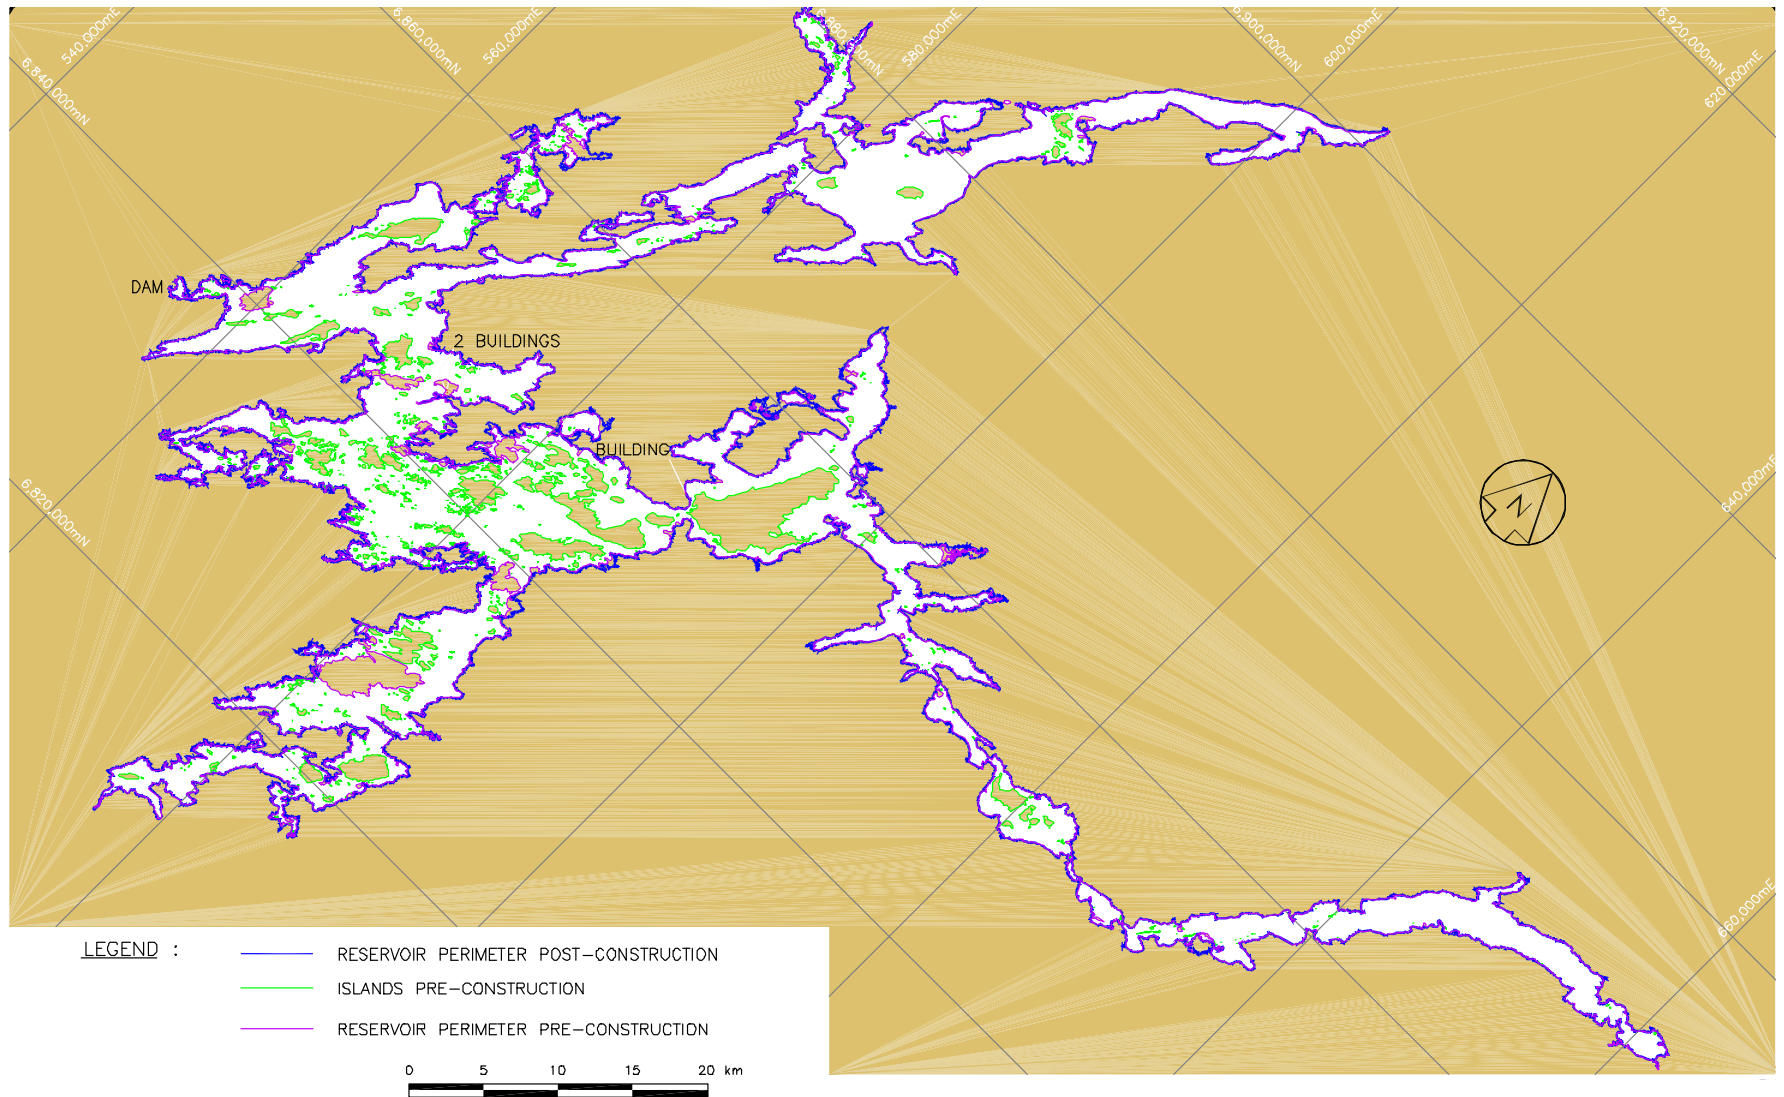 540,000mE
6,860,000mN
560,000mE
580,000mE
6,900,000mN
600,000mE
6,920,000mN
620,000mE
6,840,000mN
DAM
2 BUILDINGS
BUILDING
6,820,000mN
640,000mE
N
660,000mE
LEGEND :
RESERVOIR PERIMETER POST-CONSTRUCTION
ISLANDS PRE-CONSTRUCTION
RESERVOIR PERIMETER PRE-CONSTRUCTION
0 5 10 15 20 km